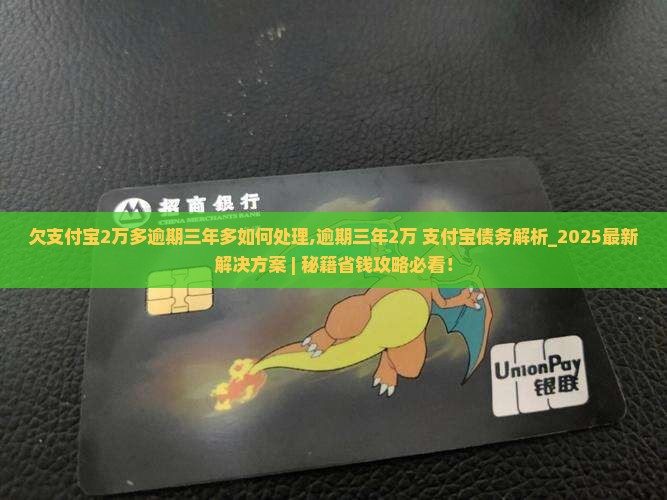 招商银行
CHINA MERCHANTS BANK
欠支付宝2万多逾期三年多如何处理,逾期三年2万 支付宝债务解析_2025最新
解决方案 | 秘籍省钱攻略必看!
UnionPay
银联